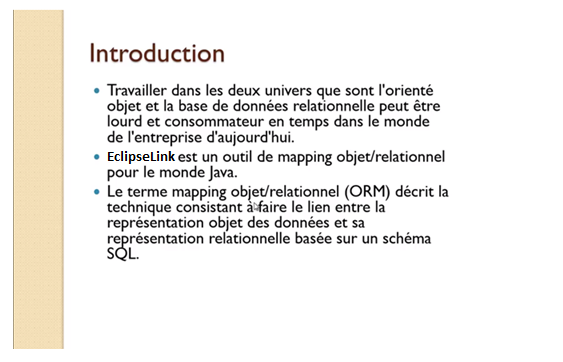 Introduction
• Travailler dans les deux univers que sont l'orienté
objet et la base de données relationnelle peut être
lourd et consommateur en temps dans le monde
de l'entreprise d'aujourd'hui.
• EclipseLink est un outil de mapping objet/relationnel
pour le monde Java.
• Le terme mapping objet/relationnel (ORM) décrit la
technique consistant à faire le lien entre la
représentation objet des données et sa
représentation relationnelle basée sur un schéma
SQL.